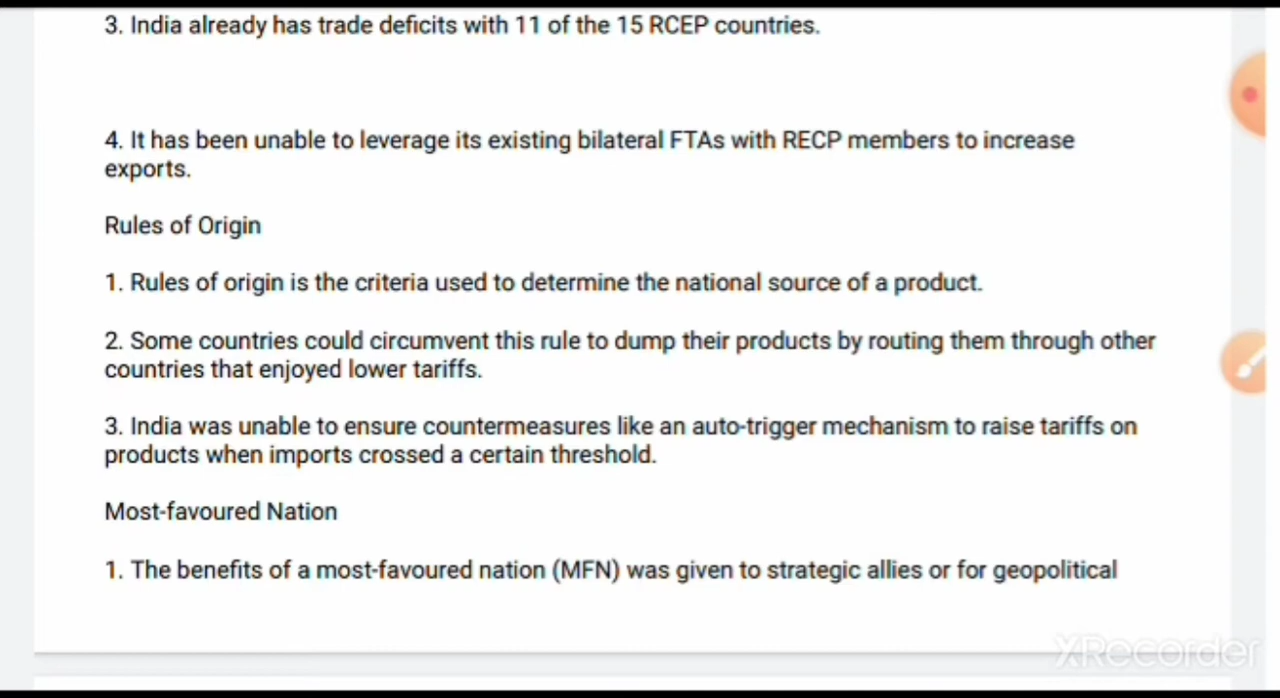 3. India already has trade deficits with 11 of the 15 RCEP countries.
4. It has been unable to leverage its existing bilateral FTAs with RECP members to increase
exports.
Rules of Origin
1. Rules of origin is the criteria used to determine the national source of a product.
2. Some countries could circumvent this rule to dump their products by routing them through other
countries that enjoyed lower tariffs.
3. India was unable to ensure countermeasures like an auto-trigger mechanism to raise tariffs on
products when imports crossed a certain threshold.
Most-favoured Nation
1. The benefits of a most-favoured nation (MFN) was given to strategic allies or for geopolitical
XRecorder